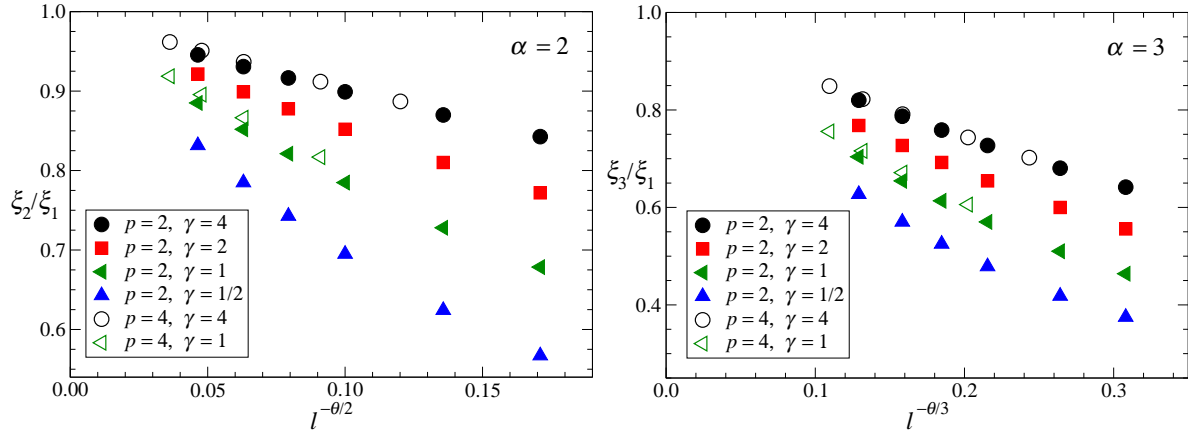 α = 2
1.0
0.9
0.8
0.7
0.6
ξ2/ξ1
p = 2, γ = 4
p = 2, γ = 2
p = 2, γ = 1
p = 2, γ = 1/2
p = 4, γ = 4
p = 4, γ = 1
0.00 0.05 0.10 0.15
l^−θ/2
α = 3
1.0
0.8
0.6
0.4
ξ3/ξ1
p = 2, γ = 4
p = 2, γ = 2
p = 2, γ = 1
p = 2, γ = 1/2
p = 4, γ = 4
p = 4, γ = 1
0.0 0.1 0.2 0.3
l^−θ/3